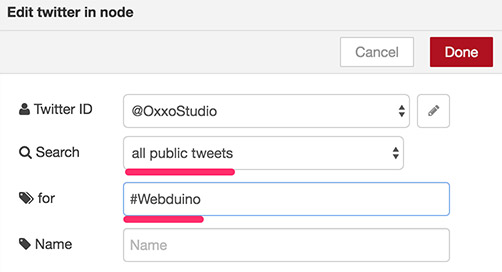 Edit twitter in node
Cancel Done
Twitter ID @OxxoStudio
Search all public tweets
for #Webduino
Name Name